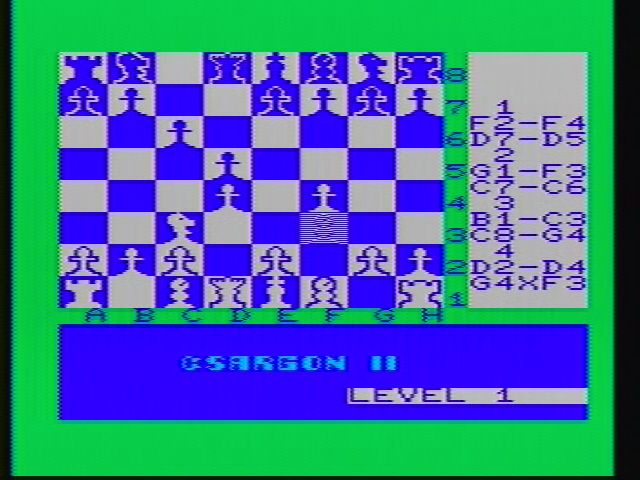 8
7
6
5
4
3
2
1
A B C D E F G H
1
F2-F4
D7-D5
2
G1-F3
C7-C6
3
B1-C3
C8-G4
4
D2-D4
G4XF3
©SARGON II
LEVEL 1